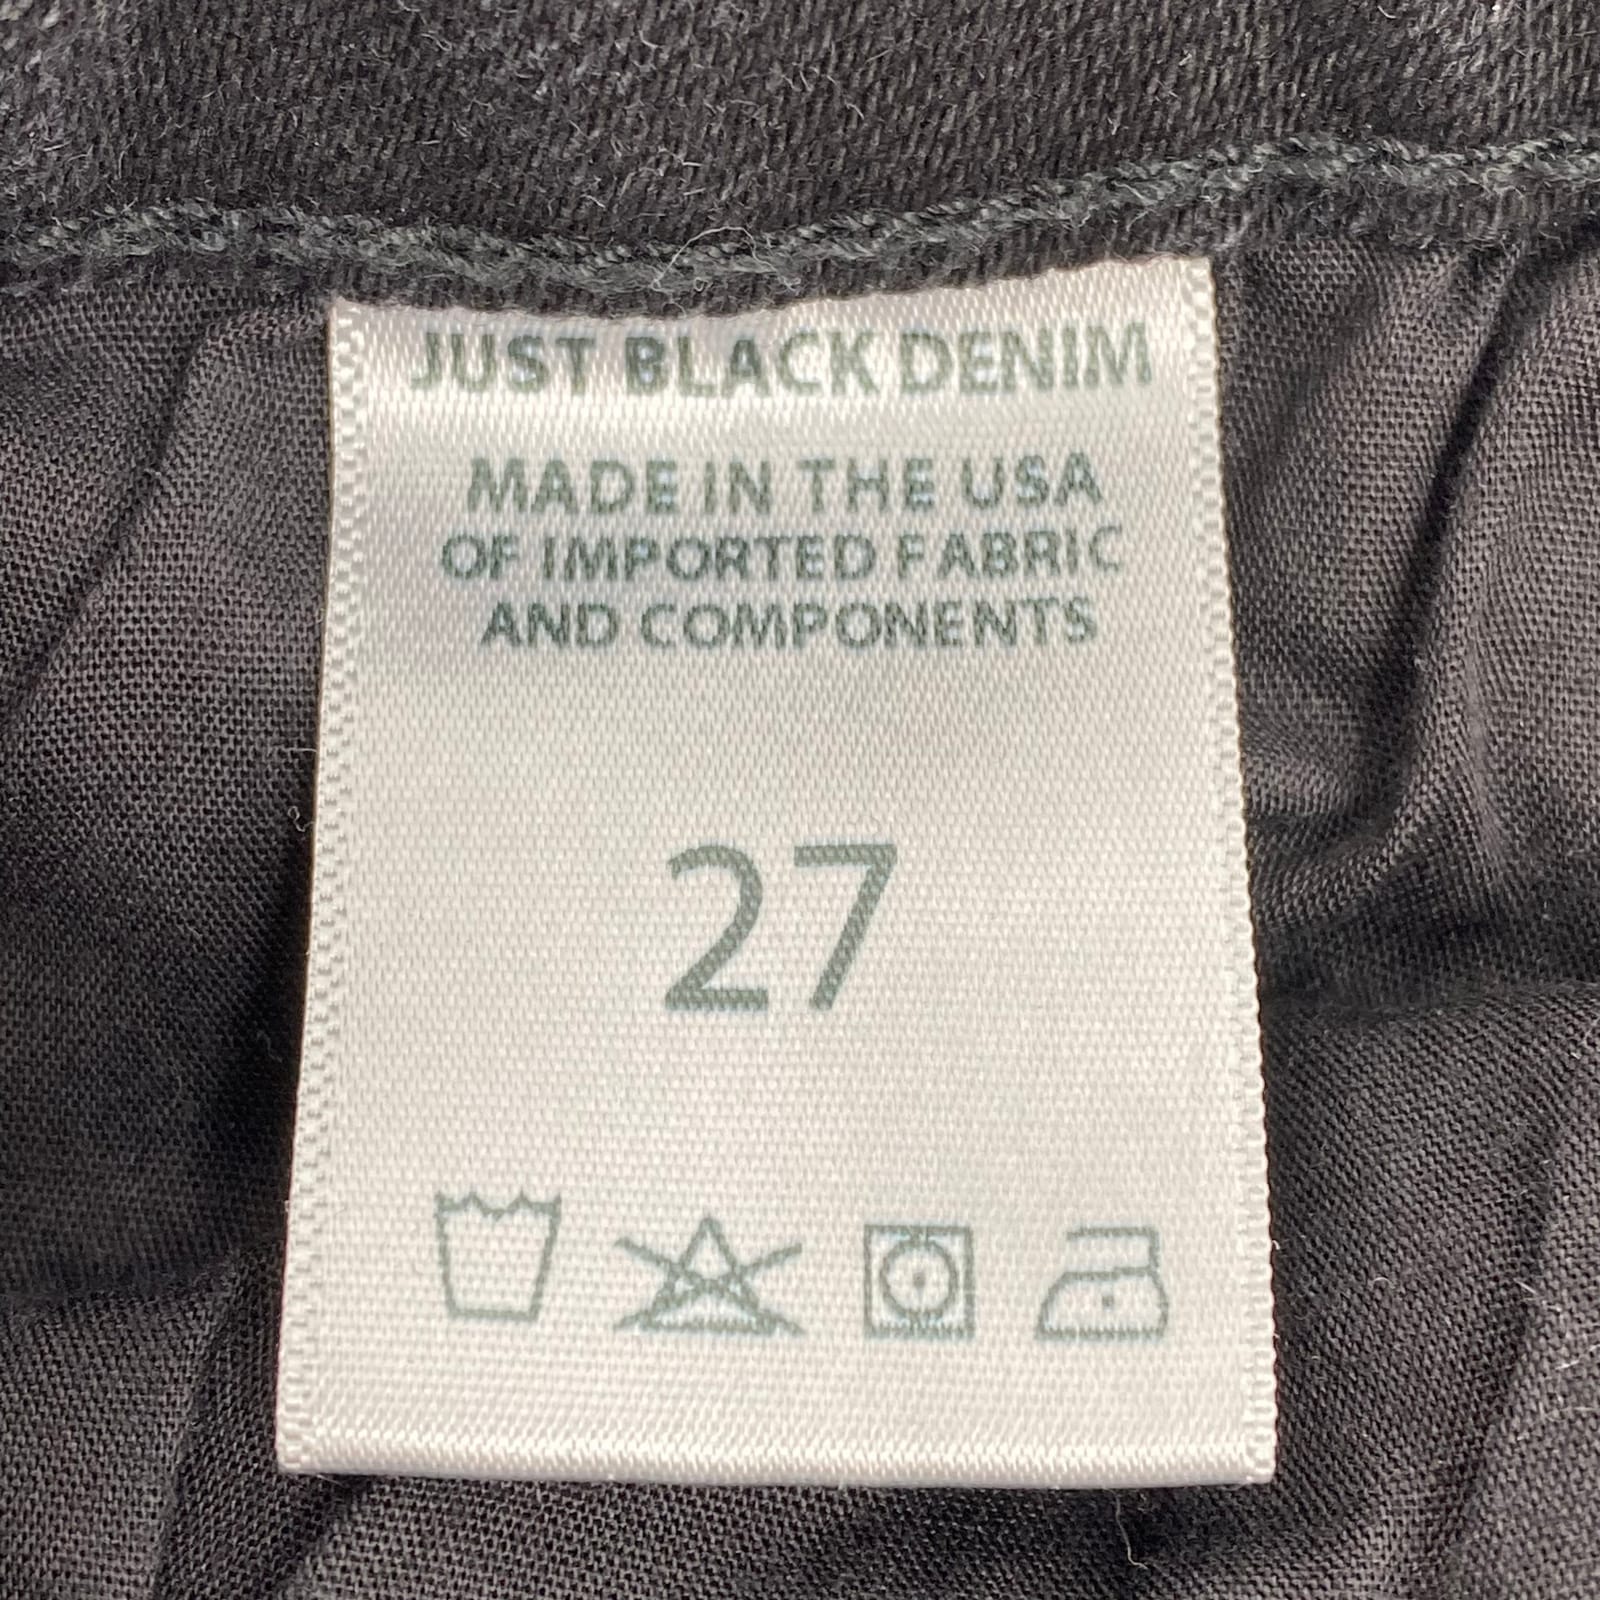 JUST BLACK DENIM
MADE IN THE USA
OF IMPORTED FABRIC
AND COMPONENTS
27